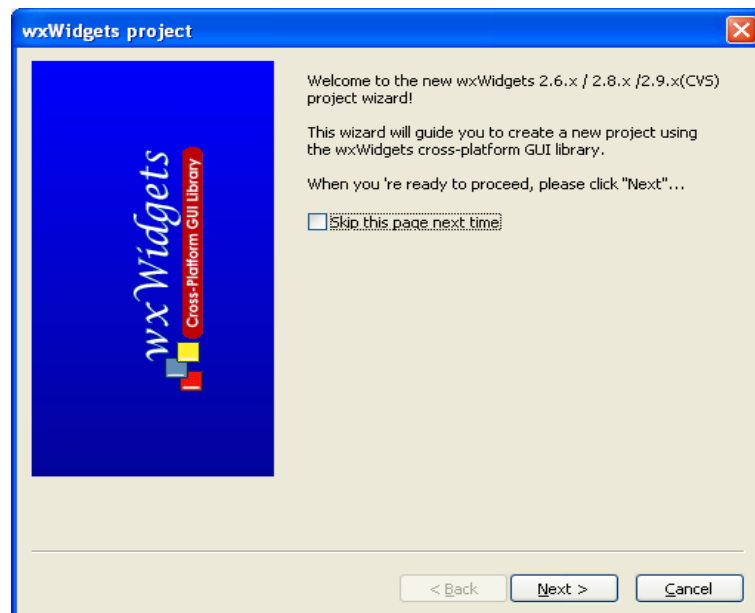 wxWidgets project
wxWidgets
Cross-Platform GUI Library
Welcome to the new wxWidgets 2.6.x / 2.8.x /2.9.x(CVS)
project wizard!
This wizard will guide you to create a new project using
the wxWidgets cross-platform GUI library.
When you 're ready to proceed, please click "Next"...
Skip this page next time
< Back
Next >
Cancel